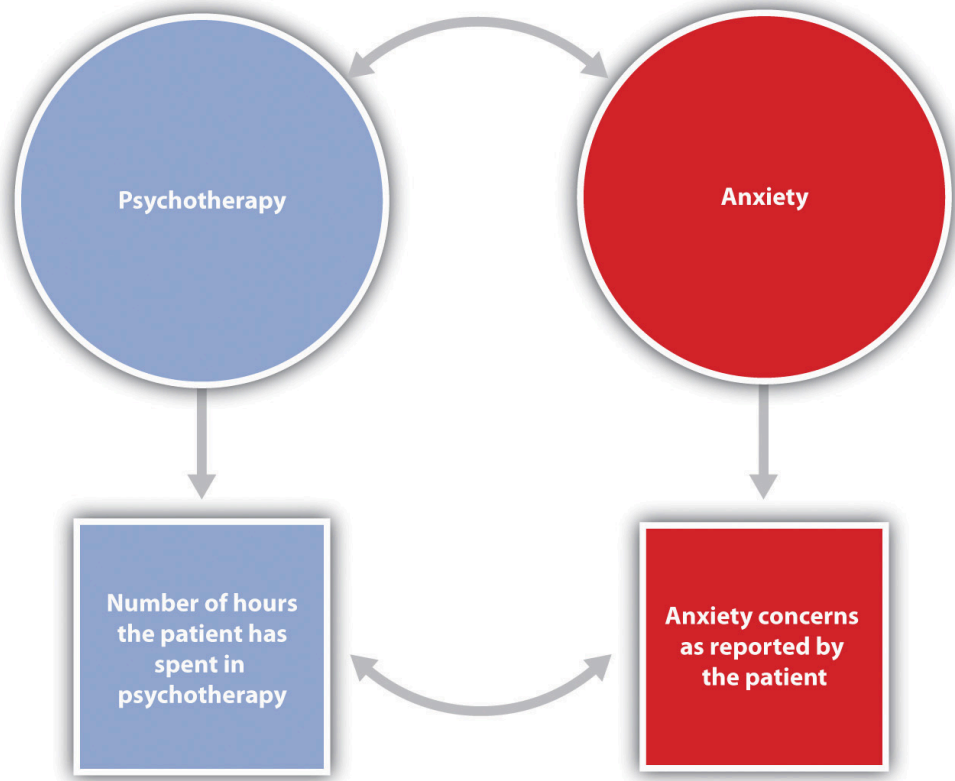 Psychotherapy
Anxiety
Number of hours
the patient has
spent in
psychotherapy
Anxiety concerns
as reported by
the patient